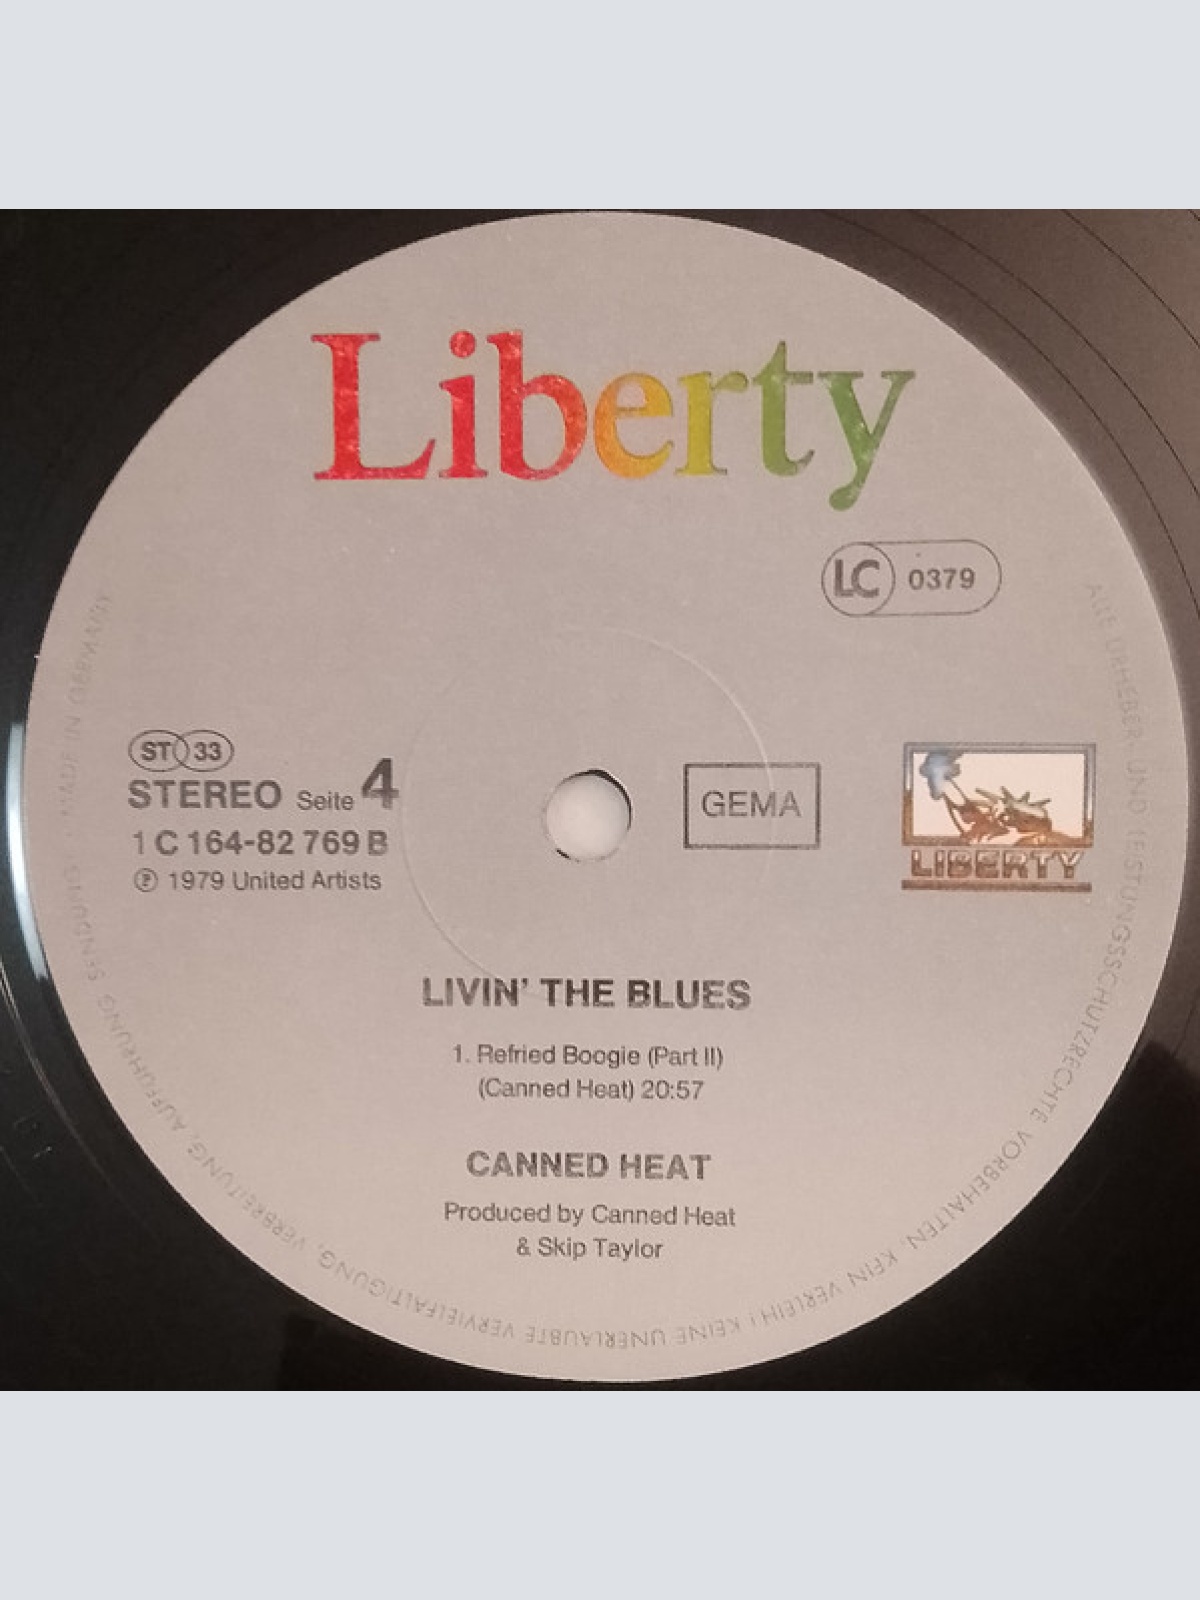 Liberty
LC 0379
ST 33
STEREO Seite 4
1 C 164-82 769 B
℗ 1979 United Artists
GEMA
LIBERTY
LIVIN' THE BLUES
1. Refried Boogie (Part II)
(Canned Heat) 20:57
CANNED HEAT
Produced by Canned Heat
& Skip Taylor
ALLE URHEBER- UND LEISTUNGSSCHUTZRECHTE VORBEHALTEN. KEIN VERLEIH! KEINE UNERLAUBTE VERVIELFÄLTIGUNG, VERBREITUNG, AUFFÜHRUNG, SENDUNG! · MADE IN GERMANY